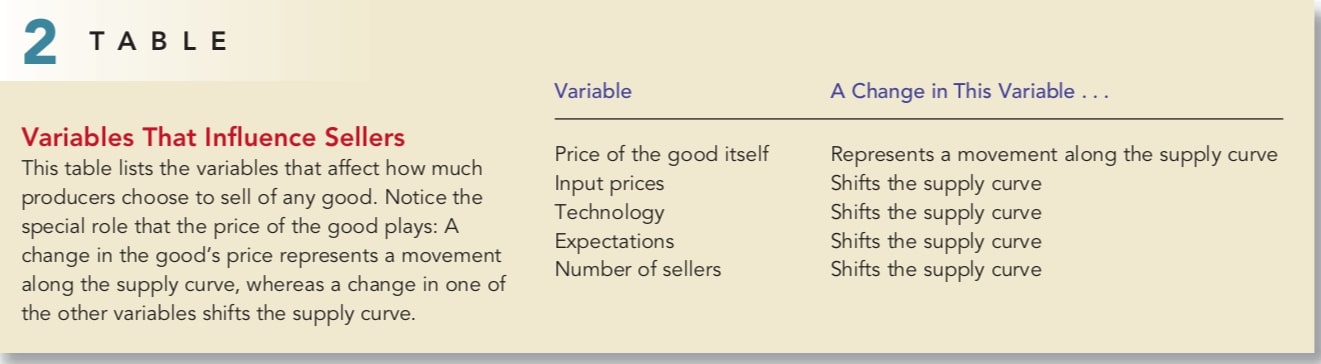 2 TABLE
Variables That Influence Sellers
This table lists the variables that affect how much
producers choose to sell of any good. Notice the
special role that the price of the good plays: A
change in the good’s price represents a movement
along the supply curve, whereas a change in one of
the other variables shifts the supply curve.
Variable A Change in This Variable . . .
Price of the good itself Represents a movement along the supply curve
Input prices Shifts the supply curve
Technology Shifts the supply curve
Expectations Shifts the supply curve
Number of sellers Shifts the supply curve